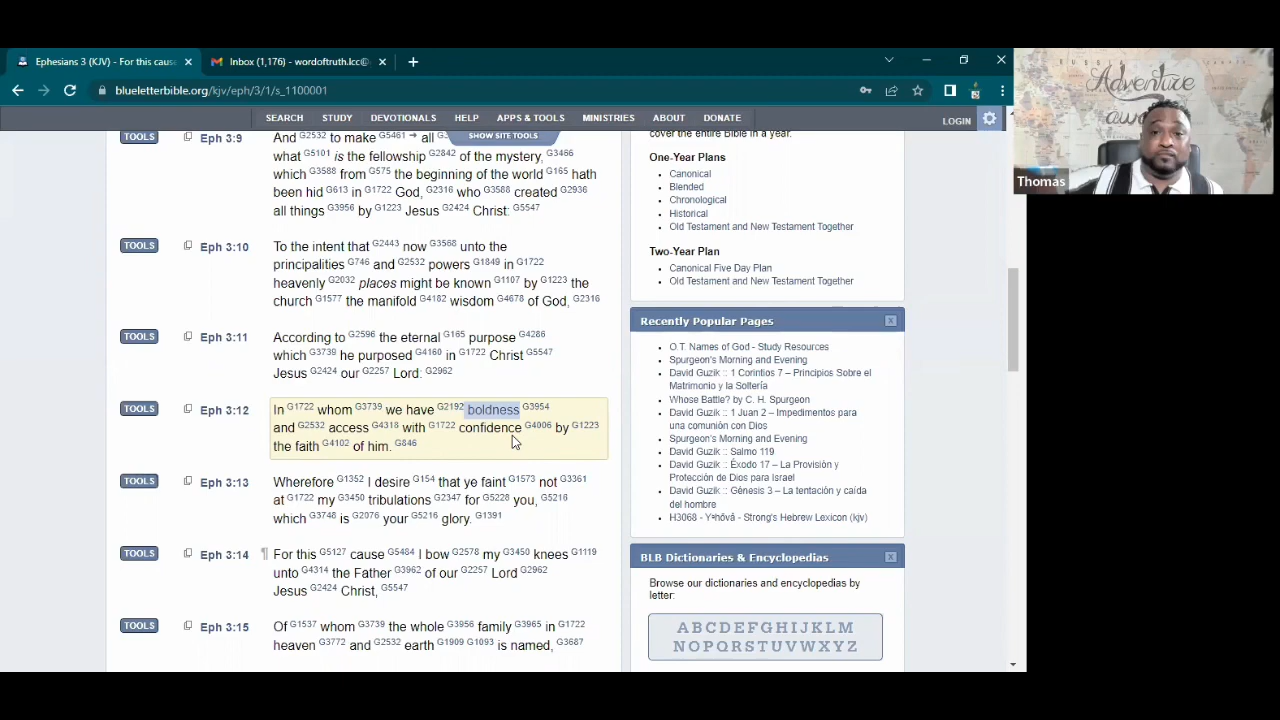 Ephesians 3 (KJV) - For this caus
Inbox (1,176) - wordoftruth.lcc@
blueletterbible.org/kjv/eph/3/1/s_1100001
SEARCH STUDY DEVOTIONALS HELP APPS & TOOLS MINISTRIES ABOUT DONATE LOGIN
SHOW SITE TOOLS
TOOLS Eph 3:9 And G2532 to make G5461 → all
what G5101 is the fellowship G2842 of the mystery, G3466
which G3588 from G575 the beginning of the world G165 hath
been hid G613 in G1722 God, G2316 who G3588 created G2936
all things G3956 by G1223 Jesus G2424 Christ: G5547
TOOLS Eph 3:10 To the intent that G2443 now G3568 unto the
principalities G746 and G2532 powers G1849 in G1722
heavenly G2032 places might be known G1107 by G1223 the
church G1577 the manifold G4182 wisdom G4678 of God, G2316
TOOLS Eph 3:11 According to G2596 the eternal G165 purpose G4286
which G3739 he purposed G4160 in G1722 Christ G5547
Jesus G2424 our G2257 Lord: G2962
TOOLS Eph 3:12 In G1722 whom G3739 we have G2192 boldness G3954
and G2532 access G4318 with G1722 confidence G4006 by G1223
the faith G4102 of him. G846
TOOLS Eph 3:13 Wherefore G1352 I desire G154 that ye faint G1573 not G3361
at G1722 my G3450 tribulations G2347 for G5228 you, G5216
which G3748 is G2076 your G5216 glory. G1391
TOOLS Eph 3:14 ¶ For this G5127 cause G5484 I bow G2578 my G3450 knees G1119
unto G4314 the Father G3962 of our G2257 Lord G2962
Jesus G2424 Christ, G5547
TOOLS Eph 3:15 Of G1537 whom G3739 the whole G3956 family G3965 in G1722
heaven G3772 and G2532 earth G1909 G1093 is named, G3687
cover the entire Bible in a year.
One-Year Plans
Canonical
Blended
Chronological
Historical
Old Testament and New Testament Together
Two-Year Plan
Canonical Five Day Plan
Old Testament and New Testament Together
Recently Popular Pages
O.T. Names of God - Study Resources
Spurgeon's Morning and Evening
David Guzik :: 1 Corintios 7 – Principios Sobre el
Matrimonio y la Soltería
Whose Battle? by C. H. Spurgeon
David Guzik :: 1 Juan 2 – Impedimentos para
una comunión con Dios
Spurgeon's Morning and Evening
David Guzik :: Salmo 119
David Guzik :: Éxodo 17 – La Provisión y
Protección de Dios para Israel
David Guzik :: Génesis 3 – La tentación y caída
del hombre
H3068 - Yᵊhōvâ - Strong's Hebrew Lexicon (kjv)
BLB Dictionaries & Encyclopedias
Browse our dictionaries and encyclopedias by
letter:
A B C D E F G H I J K L M
N O P Q R S T U V W X Y Z
Adventure
Thomas